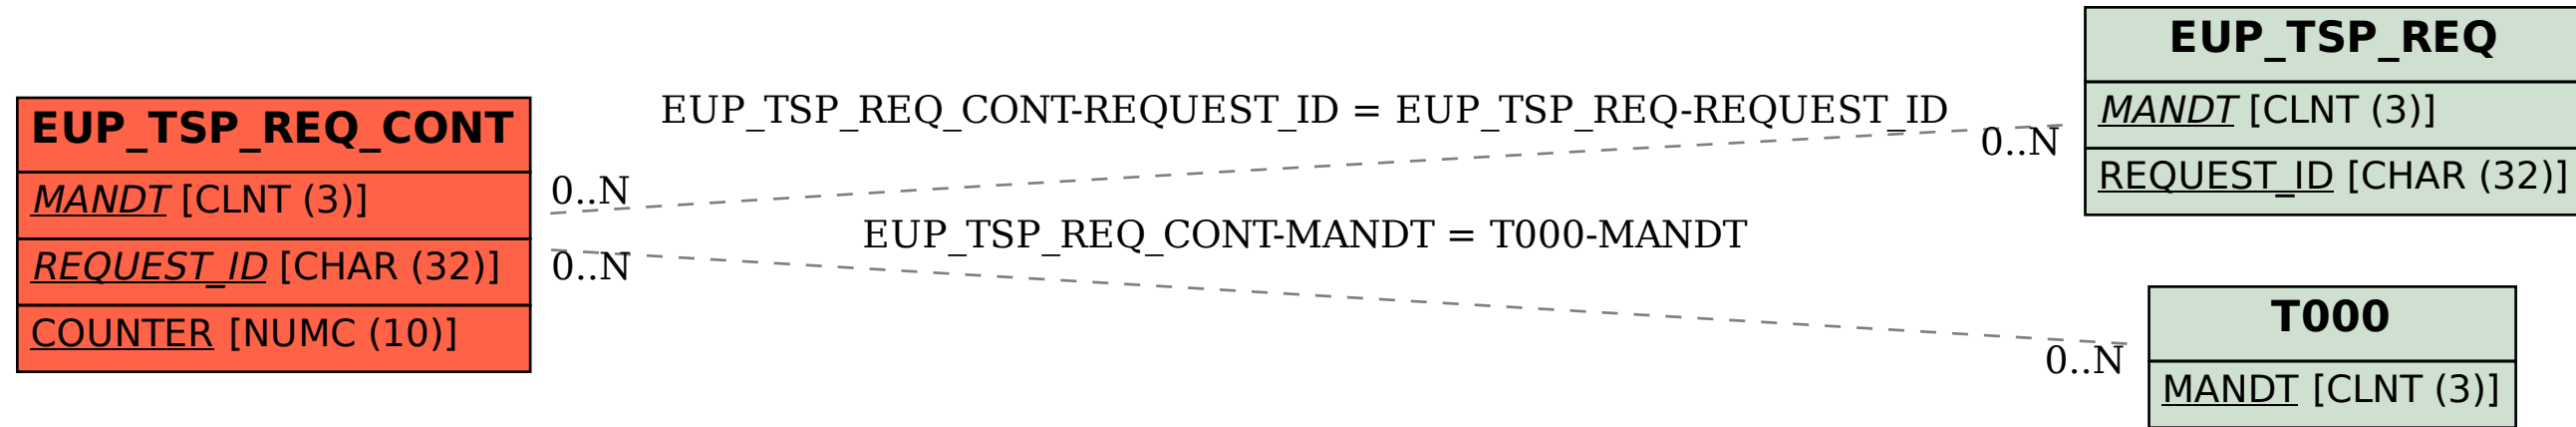 EUP_TSP_REQ_CONT
MANDT [CLNT (3)]
REQUEST_ID [CHAR (32)]
COUNTER [NUMC (10)]
EUP_TSP_REQ_CONT-REQUEST_ID = EUP_TSP_REQ-REQUEST_ID
0..N
0..N
EUP_TSP_REQ_CONT-MANDT = T000-MANDT
0..N
0..N
EUP_TSP_REQ
MANDT [CLNT (3)]
REQUEST_ID [CHAR (32)]
T000
MANDT [CLNT (3)]